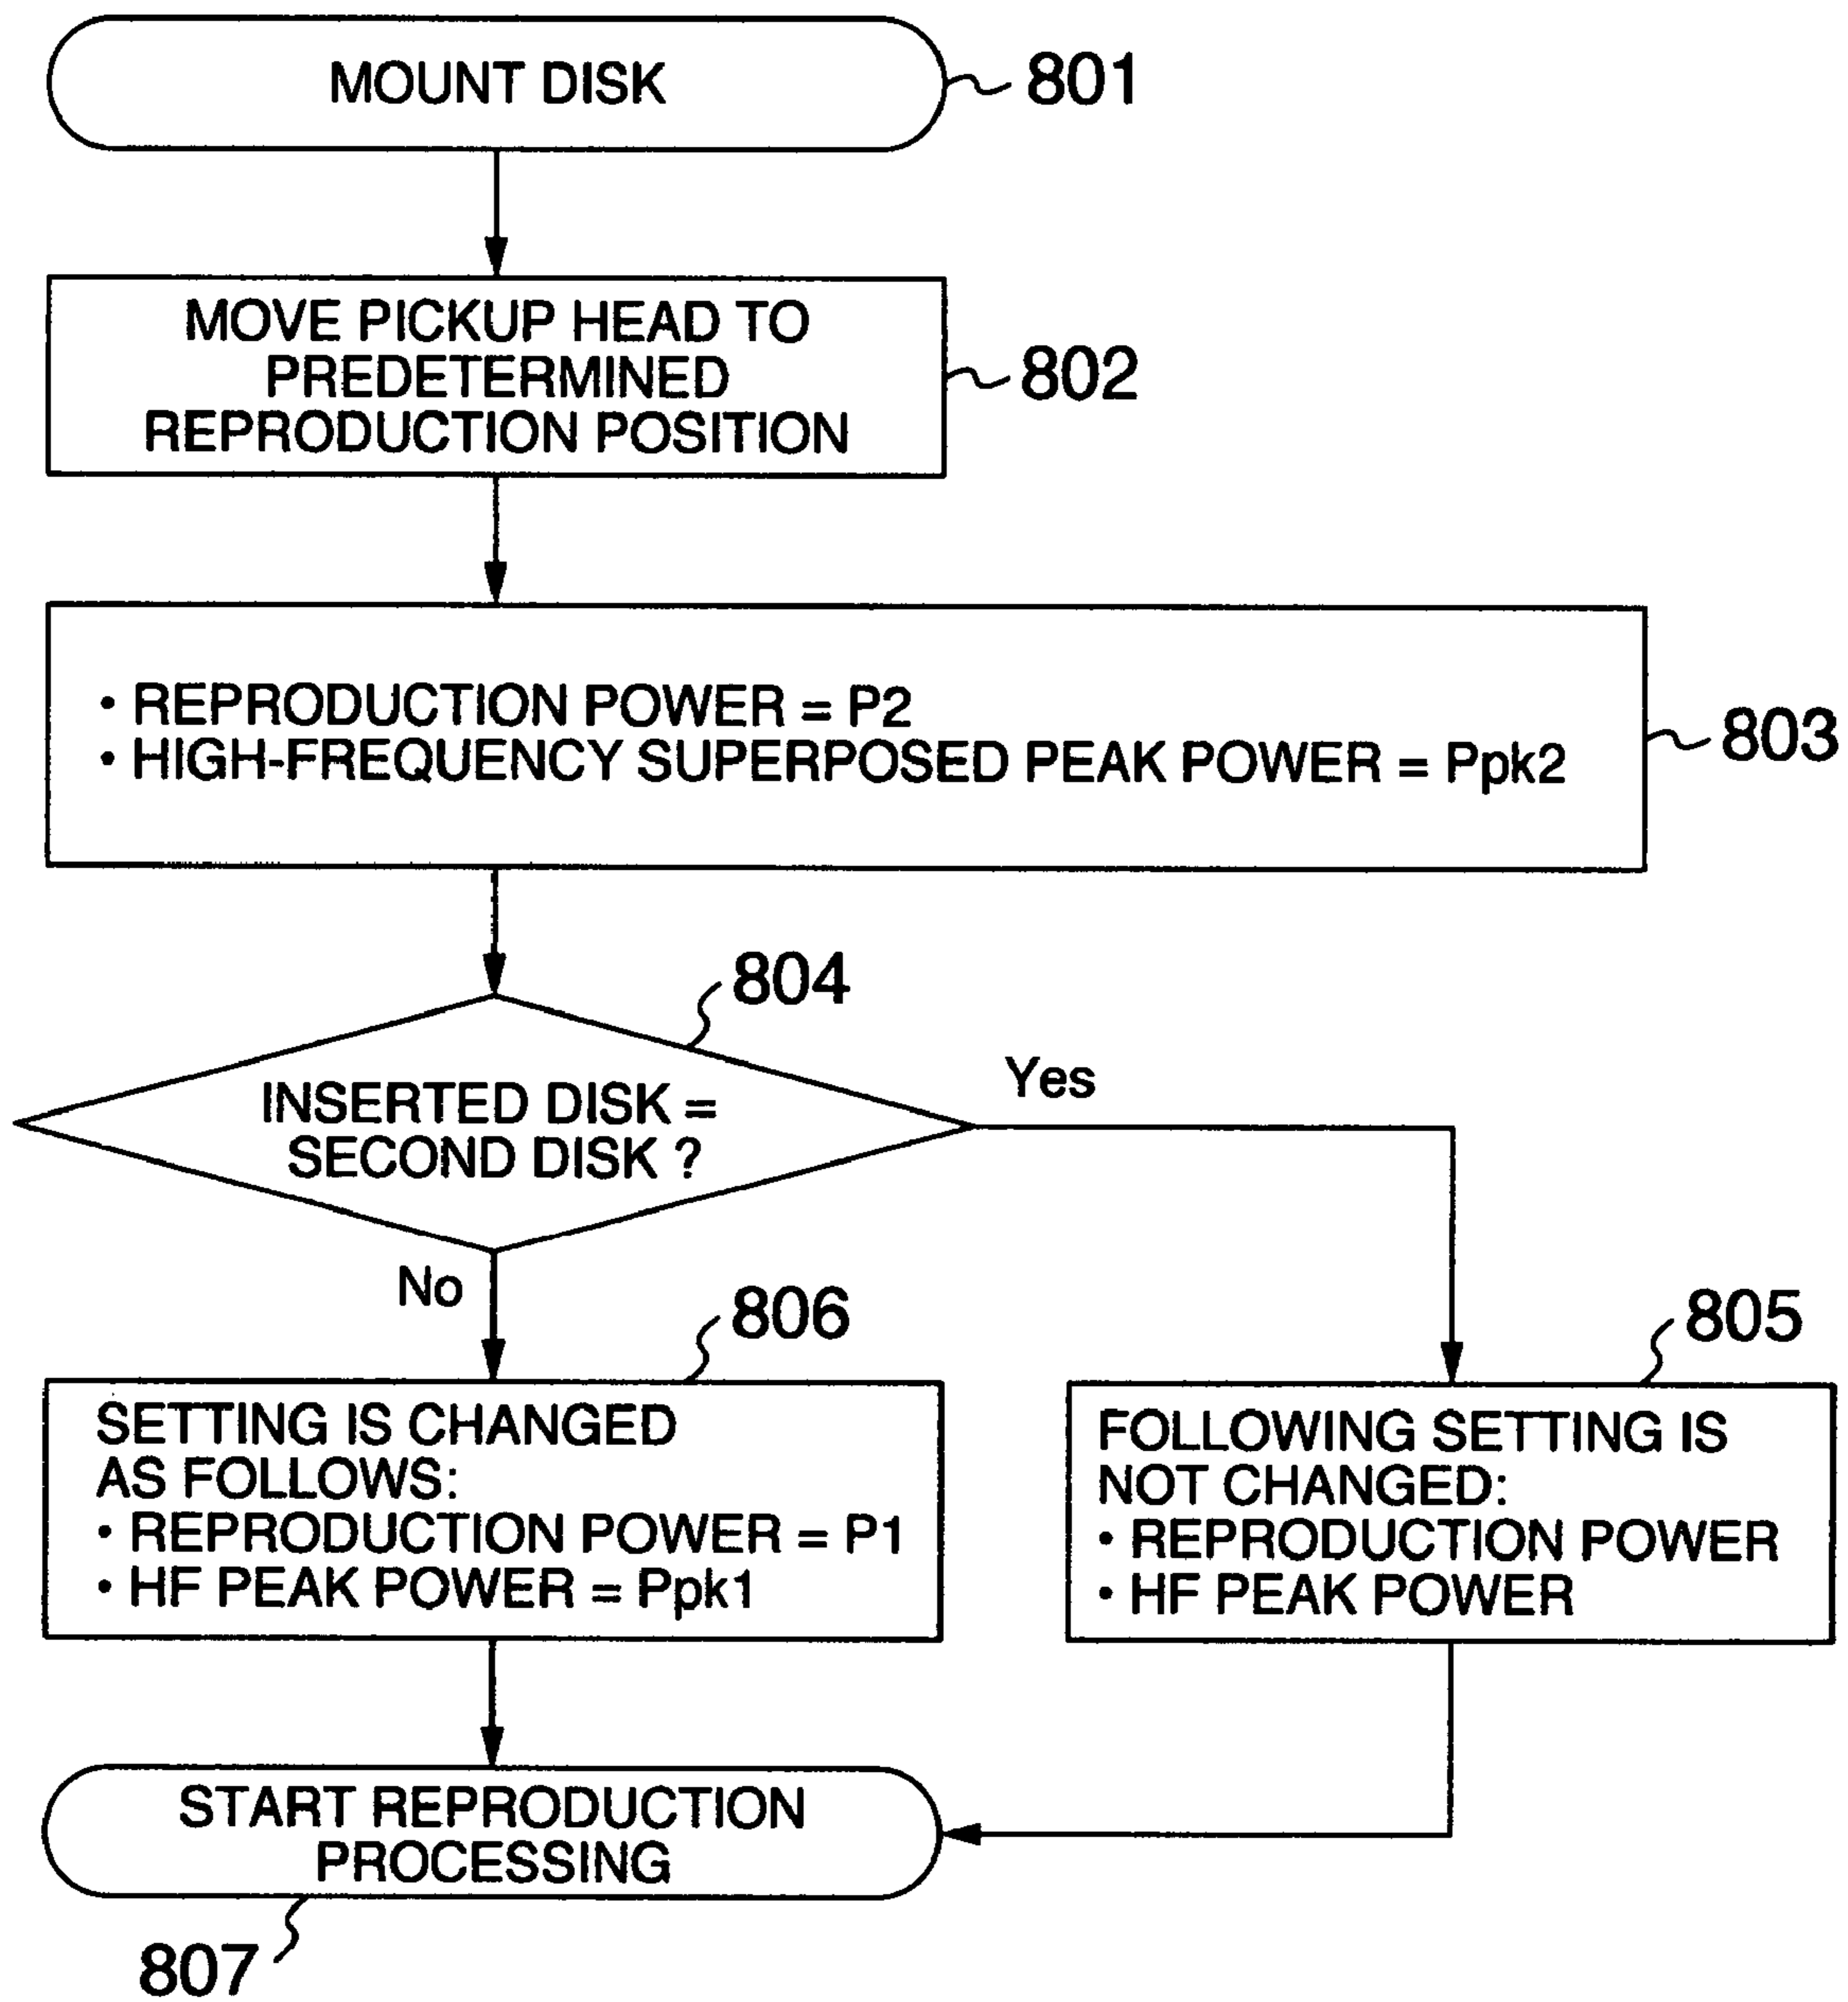 MOUNT DISK
801
MOVE PICKUP HEAD TO
PREDETERMINED
REPRODUCTION POSITION
802
• REPRODUCTION POWER = P2
• HIGH-FREQUENCY SUPERPOSED PEAK POWER = Ppk2
803
804
INSERTED DISK =
SECOND DISK ?
Yes
No
806
SETTING IS CHANGED
AS FOLLOWS:
• REPRODUCTION POWER = P1
• HF PEAK POWER = Ppk1
805
FOLLOWING SETTING IS
NOT CHANGED:
• REPRODUCTION POWER
• HF PEAK POWER
START REPRODUCTION
PROCESSING
807